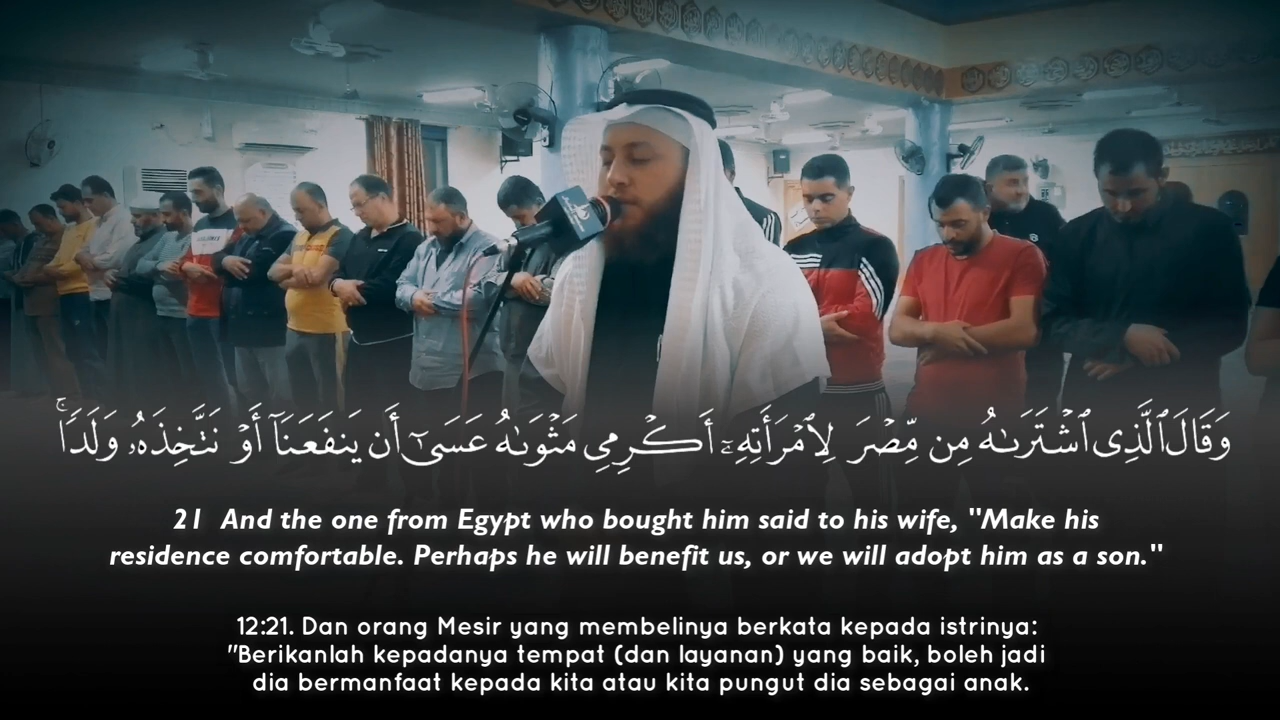 وَقَالَ ٱلَّذِى ٱشْتَرَىٰهُ مِن مِّصْرَ لِٱمْرَأَتِهِۦٓ أَكْرِمِى مَثْوَىٰهُ عَسَىٰٓ أَن يَنفَعَنَآ أَوْ نَتَّخِذَهُۥ وَلَدًا ۚ
21 And the one from Egypt who bought him said to his wife, "Make his
residence comfortable. Perhaps he will benefit us, or we will adopt him as a son."
12:21. Dan orang Mesir yang membelinya berkata kepada istrinya:
"Berikanlah kepadanya tempat (dan layanan) yang baik, boleh jadi
dia bermanfaat kepada kita atau kita pungut dia sebagai anak.